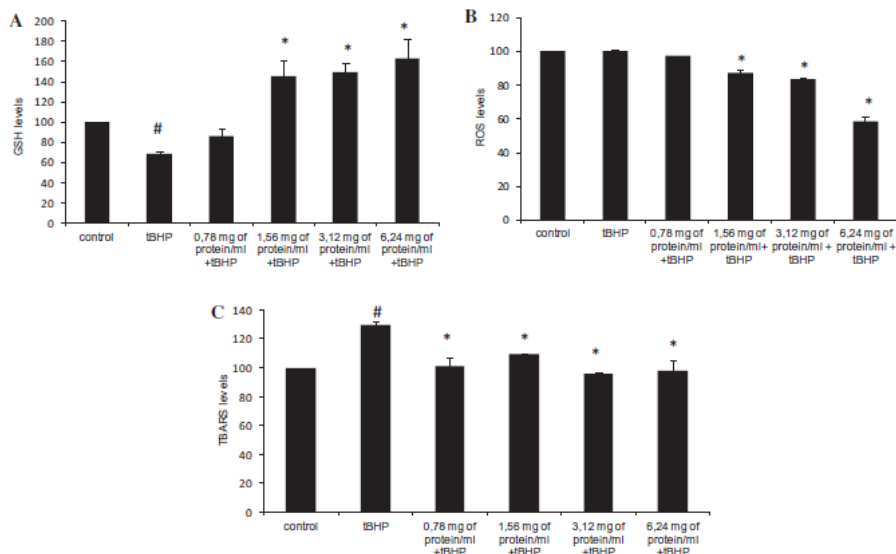 A
GSH levels
200
180
160
140
120
100
80
60
40
20
0
#
*
*
*
control
tBHP
0,78 mg of
protein/ml
+tBHP
1,56 mg of
protein/ml
+tBHP
3,12 mg of
protein/ml
+tBHP
6,24 mg of
protein/ml
+tBHP
B
ROS levels
120
100
80
60
40
20
0
*
*
*
control
tBHP
0,78 mg of
protein/ml
+tBHP
1,56 mg of
protein/ml+
tBHP
3,12 mg of
protein/ml +
tBHP
6,24 mg of
protein/ml +
tBHP
C
TBARS levels
140
120
100
80
60
40
20
0
#
*
*
*
*
control
tBHP
0,78 mg of
protein/ml
+tBHP
1,56 mg of
protein/ml
+tBHP
3,12 mg of
protein/ml
+tBHP
6,24 mg of
protein/ml
+tBHP